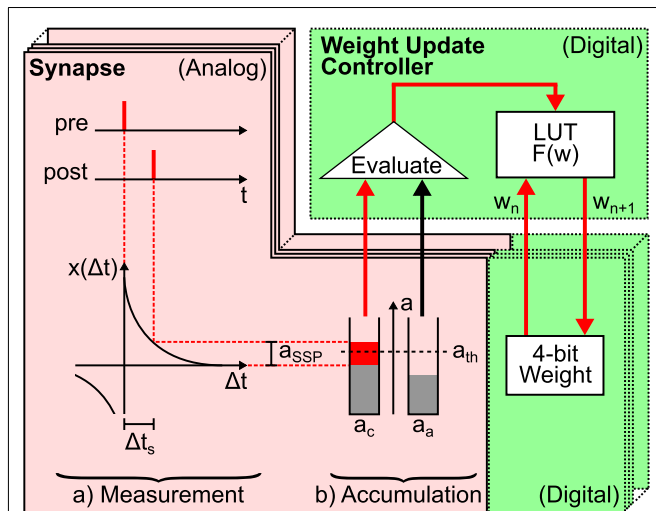 Synapse (Analog)
Weight Update (Digital)
Controller
pre
post
t
Evaluate
LUT
F(w)
wn
wn+1
x(Δt)
Δt
Δts
aSSP
a
ath
ac
aa
4-bit
Weight
a) Measurement
b) Accumulation
(Digital)